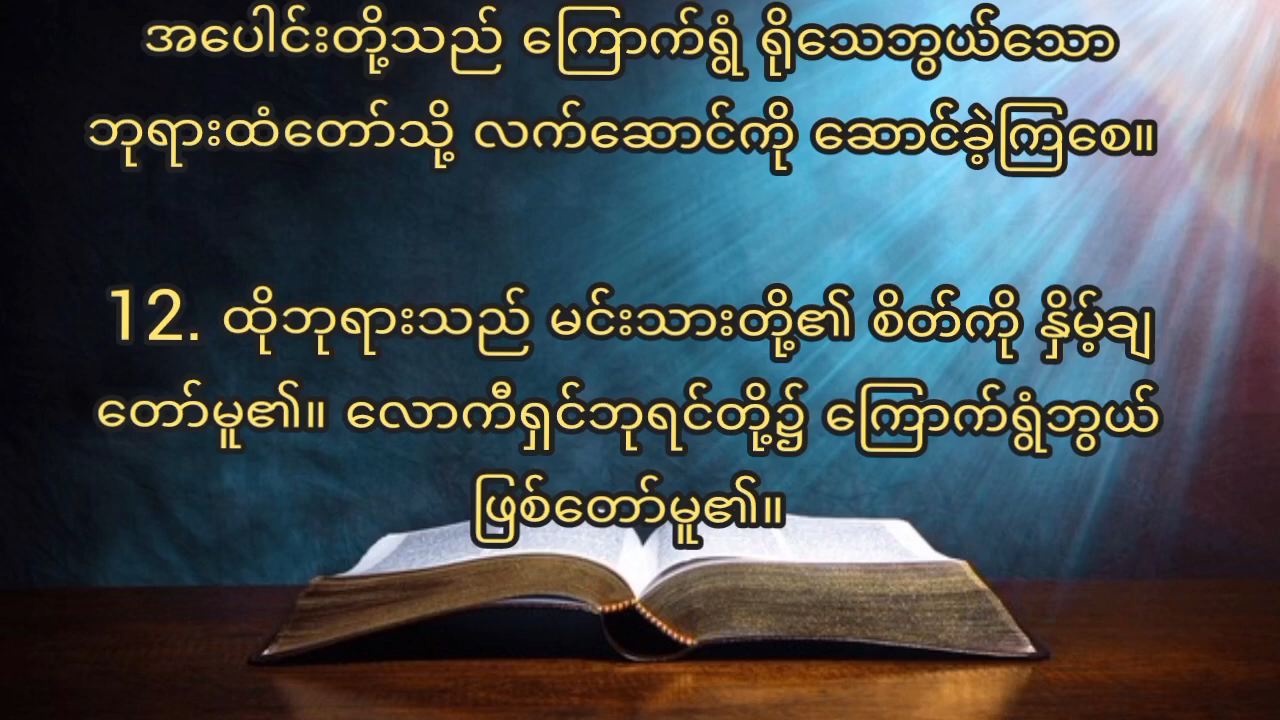 အပေါင်းတို့သည် ကြောက်ရွံ ရိုသေဘွယ်သော
ဘုရားထံတော်သို့ လက်ဆောင်ကို ဆောင်ခဲ့ကြစေ။
12. ထိုဘုရားသည် မင်းသားတို့၏ စိတ်ကို နှိမ့်ချ
တော်မူ၏။ လောကီရှင်ဘုရင်တို့၌ ကြောက်ရွံဘွယ်
ဖြစ်တော်မူ၏။